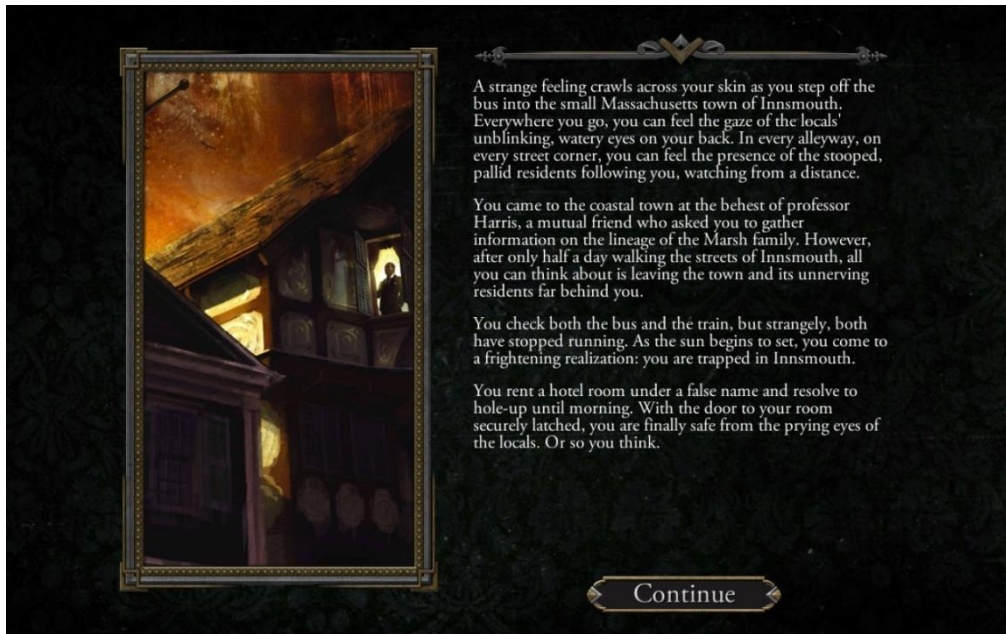 A strange feeling crawls across your skin as you step off the
bus into the small Massachusetts town of Innsmouth.
Everywhere you go, you can feel the gaze of the locals'
unblinking, watery eyes on your back. In every alleyway, on
every street corner, you can feel the presence of the stooped,
pallid residents following you, watching from a distance.
You came to the coastal town at the behest of professor
Harris, a mutual friend who asked you to gather
information on the lineage of the Marsh family. However,
after only half a day walking the streets of Innsmouth, all
you can think about is leaving the town and its unnerving
residents far behind you.
You check both the bus and the train, but strangely, both
have stopped running. As the sun begins to set, you come to
a frightening realization: you are trapped in Innsmouth.
You rent a hotel room under a false name and resolve to
hole-up until morning. With the door to your room
securely latched, you are finally safe from the prying eyes of
the locals. Or so you think.
Continue